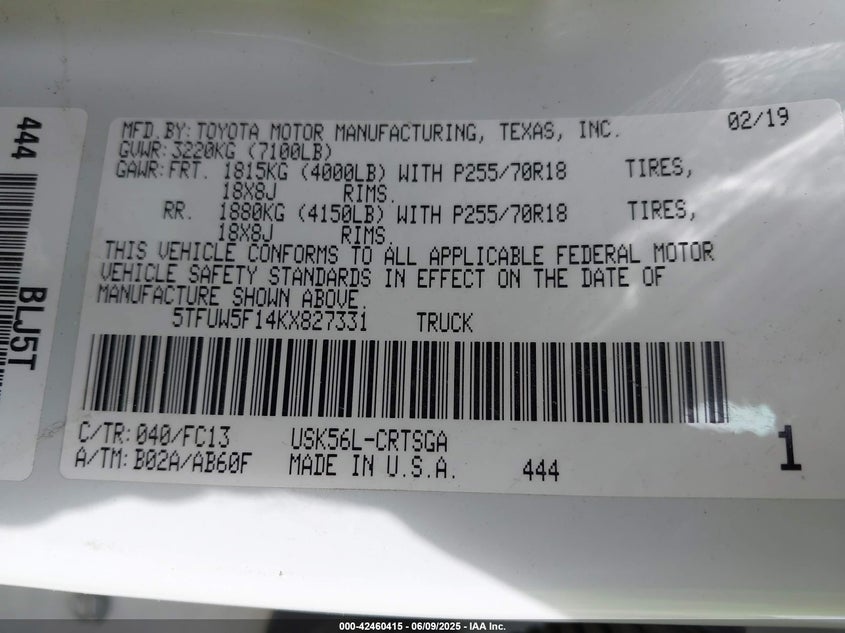 444
BLJ5T
MFD. BY: TOYOTA MOTOR MANUFACTURING, TEXAS, INC. 02/19
GVWR: 3220KG (7100LB)
GAWR: FRT. 1815KG (4000LB) WITH P255/70R18 TIRES,
18X8J RIMS.
RR. 1880KG (4150LB) WITH P255/70R18 TIRES,
18X8J RIMS.
THIS VEHICLE CONFORMS TO ALL APPLICABLE FEDERAL MOTOR
VEHICLE SAFETY STANDARDS IN EFFECT ON THE DATE OF
MANUFACTURE SHOWN ABOVE.
5TFUW5F14KX827331 TRUCK
C/TR: 040/FC13 USK56L-CRTSGA
A/TM: B02A/AB60F MADE IN U.S.A. 444 1
000-42460415 - 06/09/2025 - IAA Inc.